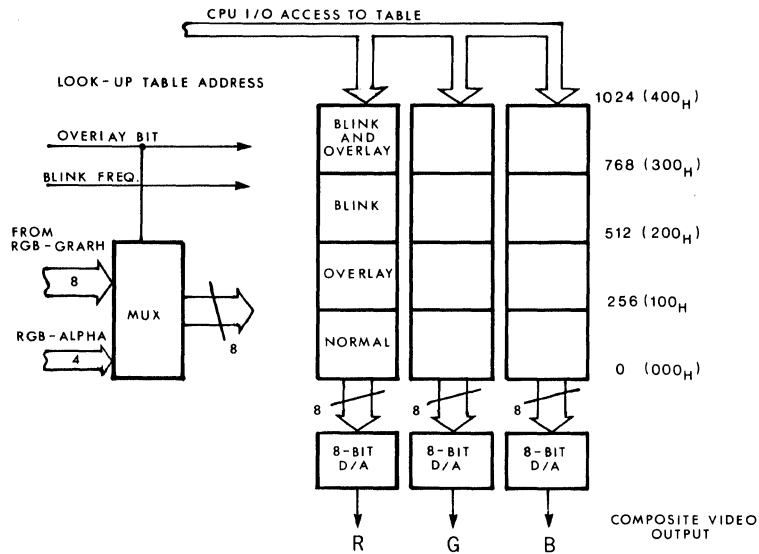 CPU I/O ACCESS TO TABLE
LOOK-UP TABLE ADDRESS
OVERLAY BIT
BLINK FREQ.
FROM
RGB-GRARH
8
RGB-ALPHA
4
MUX
8
BLINK
AND
OVERLAY
BLINK
OVERLAY
NORMAL
1024 (400H)
768 (300H)
512 (200H)
256 (100H
0 (000H)
8
8
8
8-BIT
D/A
8-BIT
D/A
8-BIT
D/A
R
G
B
COMPOSITE VIDEO
OUTPUT